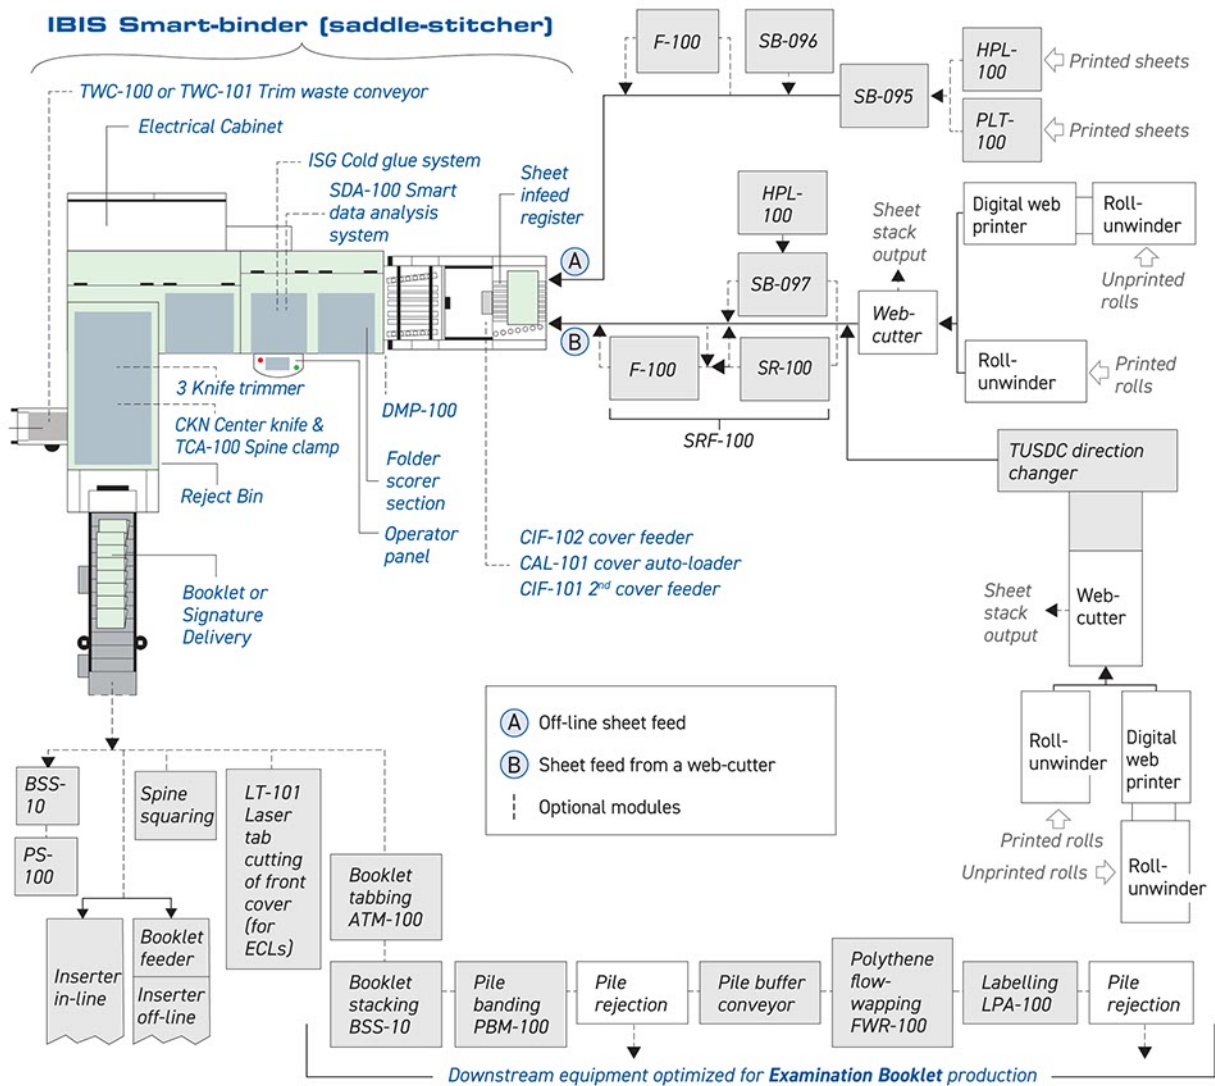 IBIS Smart-binder (saddle-stitcher)
TWC-100 or TWC-101 Trim waste conveyor
Electrical Cabinet
ISG Cold glue system
SDA-100 Smart
data analysis
system
Sheet
infeed
register
F-100
SB-096
SB-095
HPL-
100
Printed sheets
PLT-
100
Printed sheets
A
B
HPL-
100
SB-097
F-100
SR-100
SRF-100
Sheet
stack
output
Web-
cutter
Digital web
printer
Roll-
unwinder
Unprinted
rolls
Roll-
unwinder
Printed
rolls
TUSDC direction
changer
Web-
cutter
Sheet
stack
output
Roll-
unwinder
Digital
web
printer
Printed rolls
Unprinted rolls
Roll-
unwinder
3 Knife trimmer
CKN Center knife &
TCA-100 Spine clamp
Reject Bin
DMP-100
Folder
scorer
section
Operator
panel
CIF-102 cover feeder
CAL-101 cover auto-loader
CIF-101 2nd cover feeder
Booklet or
Signature
Delivery
A Off-line sheet feed
B Sheet feed from a web-cutter
Optional modules
BSS-
10
PS-
100
Spine
squaring
LT-101
Laser
tab
cutting
of front
cover
(for
ECLs)
Booklet
tabbing
ATM-100
Inserter
in-line
Booklet
feeder
Inserter
off-line
Booklet
stacking
BSS-10
Pile
banding
PBM-100
Pile
rejection
Pile buffer
conveyor
Polythene
flow-
wapping
FWR-100
Labelling
LPA-100
Pile
rejection
Downstream equipment optimized for Examination Booklet production